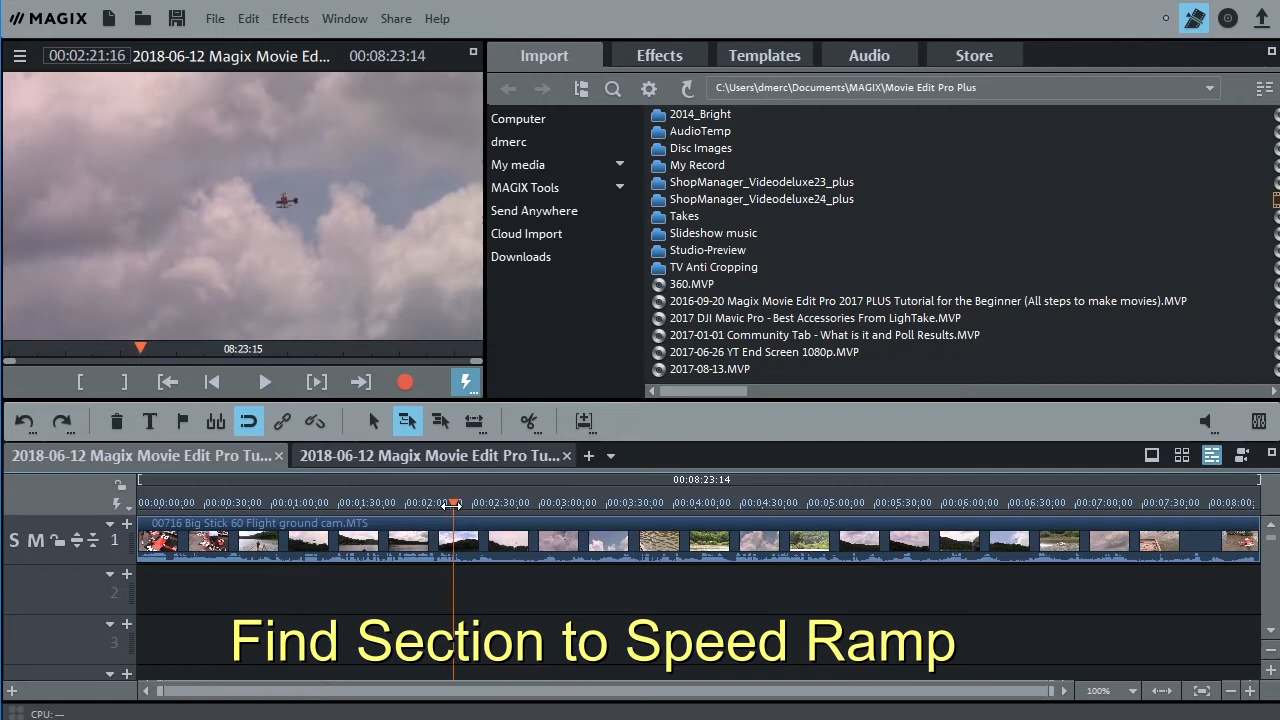 MAGIX File Edit Effects Window Share Help
00:02:21:16 2018-06-12 Magix Movie Ed... 00:08:23:14
Import Effects Templates Audio Store
C:\Users\dmerc\Documents\MAGIX\Movie Edit Pro Plus
Computer
dmerc
My media
MAGIX Tools
Send Anywhere
Cloud Import
Downloads
2014_Bright
AudioTemp
Disc Images
My Record
ShopManager_Videodeluxe23_plus
ShopManager_Videodeluxe24_plus
Takes
Slideshow music
Studio-Preview
TV Anti Cropping
360.MVP
2016-09-20 Magix Movie Edit Pro 2017 PLUS Tutorial for the Beginner (All steps to make movies).MVP
2017 DJI Mavic Pro - Best Accessories From LighTake.MVP
2017-01-01 Community Tab - What is it and Poll Results.MVP
2017-06-26 YT End Screen 1080p.MVP
2017-08-13.MVP
08:23:15
2018-06-12 Magix Movie Edit Pro Tu... 2018-06-12 Magix Movie Edit Pro Tu...
00:08:23:14
00:00:00:00 00:00:30:00 00:01:00:00 00:01:30:00 00:02:00:00 00:02:30:00 00:03:00:00 00:03:30:00 00:04:00:00 00:04:30:00 00:05:00:00 00:05:30:00 00:06:00:00 00:06:30:00 00:07:00:00 00:07:30:00 00:08:00:
00716 Big Stick 60 Flight ground cam.MTS
S M 1
2
3
Find Section to Speed Ramp
100%
CPU: —